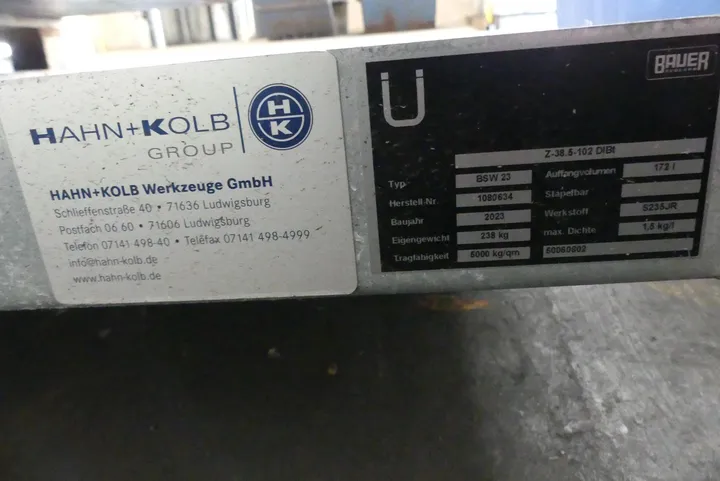 HAHN+KOLB
GROUP
H
K
HAHN+KOLB Werkzeuge GmbH
Schlieffenstraße 40 • 71636 Ludwigsburg
Postfach 06 60 • 71606 Ludwigsburg
Telefon 07141 498-40 • Telefax 07141 498-4999
info@hahn-kolb.de
www.hahn-kolb.de
Ü
BAUER
Z-38.5-102 DIBt
Typ BSW 23 Auffangvolumen 172 l
Herstell-Nr. 1080634 Stapelbar
Baujahr 2023 Werkstoff S235JR
Eigengewicht 238 kg max. Dichte 1,5 kg/l
Tragfähigkeit 5000 kg/qm 50060602